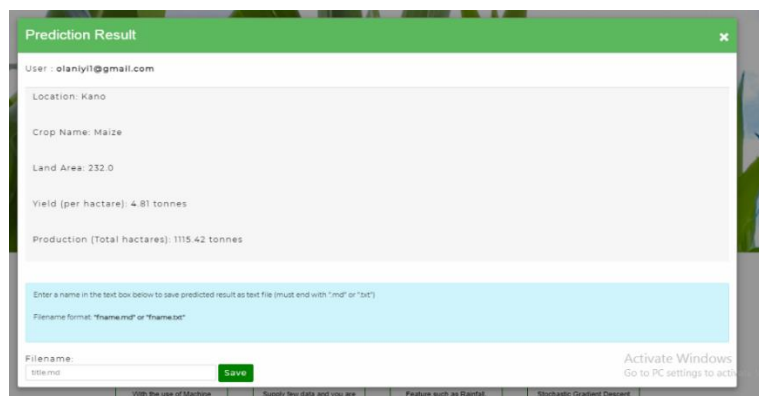 Prediction Result
User : olaniyi1@gmail.com
Location: Kano
Crop Name: Maize
Land Area: 232.0
Yield (per hactare): 4.81 tonnes
Production (Total hactares): 1115.42 tonnes
Enter a name in the text box below to save predicted result as text file (must end with ".md" or ".txt")
Filename format: "fname.md" or "fname.txt"
Filename:
title.md
Save
Activate Windows
Go to PC settings to
With the use of Machine
Supply few data and you are
Feature such as Rainfall,
Stochastic Gradient Descent